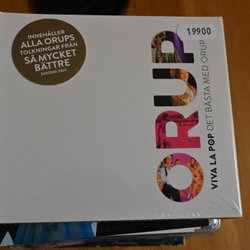 INNEHÅLLER
ALLA ORUPS
TOLKNINGAR FRÅN
SÅ MYCKET
BÄTTRE
SÄSONG 2014
19900
ORUP
VIVA LA POP DET BÄSTA MED ORUP